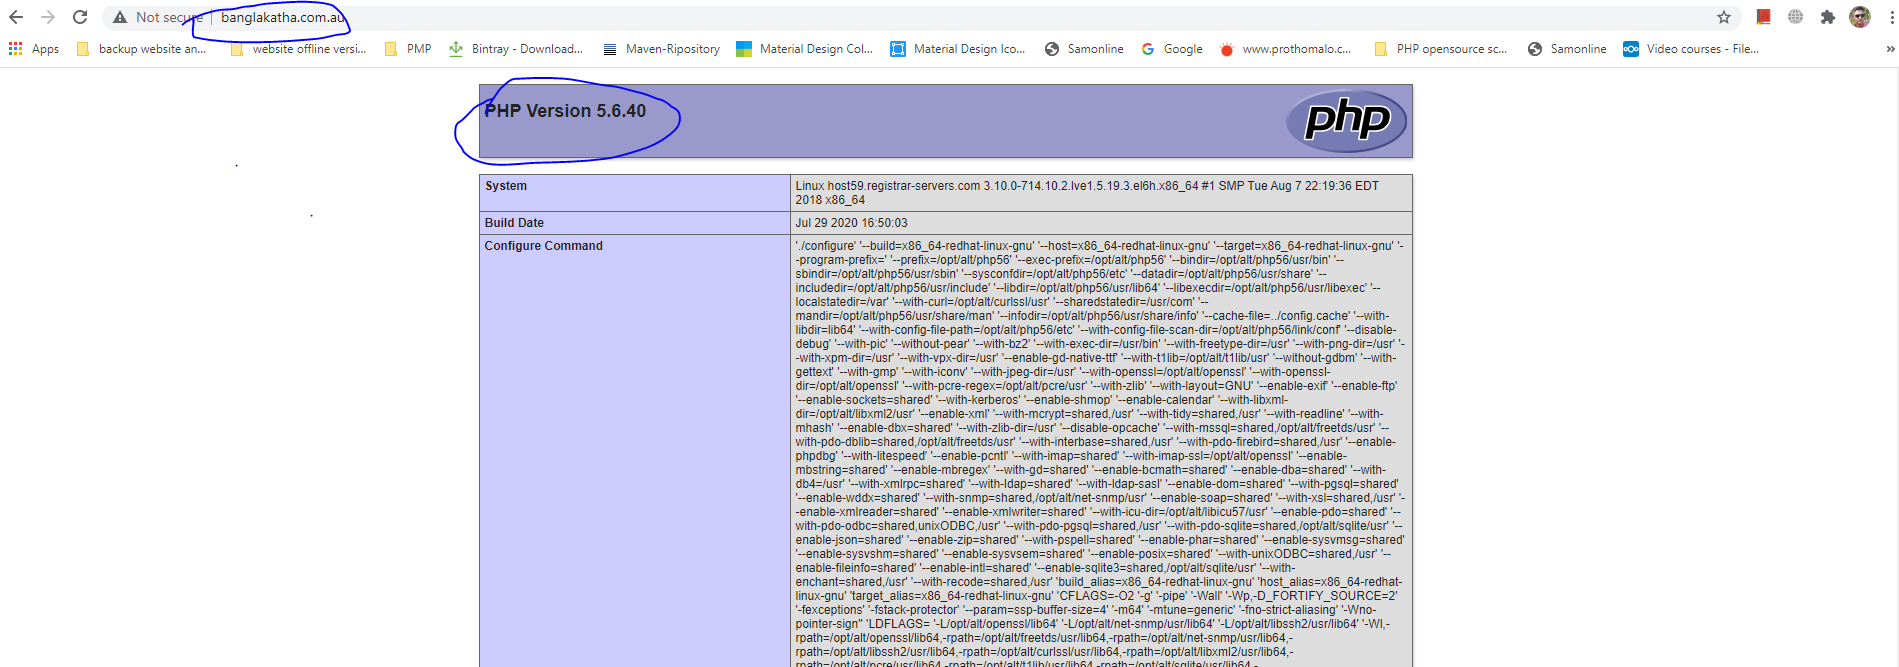 Not secure | banglakatha.com.au
Apps backup website an... website offline versi... PMP Bintray - Download... Maven-Ripository Material Design Col... Material Design Ico... Samonline Google www.prothomalo.c... PHP opensource sc... Samonline Video courses - File... »
PHP Version 5.6.40
php
System
Linux host59.registrar-servers.com 3.10.0-714.10.2.lve1.5.19.3.el6h.x86_64 #1 SMP Tue Aug 7 22:19:36 EDT
2018 x86_64
Build Date
Jul 29 2020 16:50:03
Configure Command
'./configure' '--build=x86_64-redhat-linux-gnu' '--host=x86_64-redhat-linux-gnu' '--target=x86_64-redhat-linux-gnu' '-
-program-prefix=' '--prefix=/opt/alt/php56' '--exec-prefix=/opt/alt/php56' '--bindir=/opt/alt/php56/usr/bin' '--
sbindir=/opt/alt/php56/usr/sbin' '--sysconfdir=/opt/alt/php56/etc' '--datadir=/opt/alt/php56/usr/share' '--
includedir=/opt/alt/php56/usr/include' '--libdir=/opt/alt/php56/usr/lib64' '--libexecdir=/opt/alt/php56/usr/libexec' '--
localstatedir=/var' '--with-curl=/opt/alt/curlssl/usr' '--sharedstatedir=/usr/com' '--
mandir=/opt/alt/php56/usr/share/man' '--infodir=/opt/alt/php56/usr/share/info' '--cache-file=../config.cache' '--with-
libdir=lib64' '--with-config-file-path=/opt/alt/php56/etc' '--with-config-file-scan-dir=/opt/alt/php56/link/conf' '--disable-
debug' '--with-pic' '--without-pear' '--with-bz2' '--with-exec-dir=/usr/bin' '--with-freetype-dir=/usr' '--with-png-dir=/usr' '-
-with-xpm-dir=/usr' '--with-vpx-dir=/usr' '--enable-gd-native-ttf' '--with-t1lib=/opt/alt/t1lib/usr' '--without-gdbm' '--with-
gettext' '--with-gmp' '--with-iconv' '--with-jpeg-dir=/usr' '--with-openssl=/opt/alt/openssl' '--with-openssl-
dir=/opt/alt/openssl' '--with-pcre-regex=/opt/alt/pcre/usr' '--with-zlib' '--with-layout=GNU' '--enable-exif' '--enable-ftp'
'--enable-sockets=shared' '--with-kerberos' '--enable-shmop' '--enable-calendar' '--with-libxml-
dir=/opt/alt/libxml2/usr' '--enable-xml' '--with-mcrypt=shared,/usr' '--with-tidy=shared,/usr' '--with-readline' '--with-
mhash' '--enable-dbx=shared' '--with-zlib-dir=/usr' '--disable-opcache' '--with-mssql=shared,/opt/alt/freetds/usr' '--
with-pdo-dblib=shared,/opt/alt/freetds/usr' '--with-interbase=shared,/usr' '--with-pdo-firebird=shared,/usr' '--enable-
phpdbg' '--with-litespeed' '--enable-pcntl' '--with-imap=shared' '--with-imap-ssl=/opt/alt/openssl' '--enable-
mbstring=shared' '--enable-mbregex' '--with-gd=shared' '--enable-bcmath=shared' '--enable-dba=shared' '--with-
db4=/usr' '--with-xmlrpc=shared' '--with-ldap=shared' '--with-ldap-sasl' '--enable-dom=shared' '--with-pgsql=shared'
'--enable-wddx=shared' '--with-snmp=shared,/opt/alt/net-snmp/usr' '--enable-soap=shared' '--with-xsl=shared,/usr' '-
-enable-xmlreader=shared' '--enable-xmlwriter=shared' '--with-icu-dir=/opt/alt/libicu57/usr' '--enable-pdo=shared' '--
with-pdo-odbc=shared,unixODBC,/usr' '--with-pdo-pgsql=shared,/usr' '--with-pdo-sqlite=shared,/opt/alt/sqlite/usr' '--
enable-json=shared' '--enable-zip=shared' '--with-pspell=shared' '--enable-phar=shared' '--enable-sysvmsg=shared'
'--enable-sysvshm=shared' '--enable-sysvsem=shared' '--enable-posix=shared' '--with-unixODBC=shared,/usr' '--
enable-fileinfo=shared' '--enable-intl=shared' '--enable-sqlite3=shared,/opt/alt/sqlite/usr' '--with-
enchant=shared,/usr' '--with-recode=shared,/usr' 'build_alias=x86_64-redhat-linux-gnu' 'host_alias=x86_64-redhat-
linux-gnu' 'target_alias=x86_64-redhat-linux-gnu' 'CFLAGS=-O2 '-g' '-pipe' '-Wall' '-Wp,-D_FORTIFY_SOURCE=2'
'-fexceptions' '-fstack-protector' '--param=ssp-buffer-size=4' '-m64' '-mtune=generic' '-fno-strict-aliasing' '-Wno-
pointer-sign'' 'LDFLAGS= '-L/opt/alt/openssl/lib64' '-L/opt/alt/net-snmp/usr/lib64' '-L/opt/alt/libssh2/usr/lib64' '-Wl,-
rpath=/opt/alt/openssl/lib64,-rpath=/opt/alt/freetds/usr/lib64,-rpath=/opt/alt/net-snmp/usr/lib64,-
rpath=/opt/alt/libssh2/usr/lib64,-rpath=/opt/alt/curlssl/usr/lib64,-rpath=/opt/alt/libxml2/usr/lib64,-
rpath=/opt/alt/pcre/usr/lib64,-rpath=/opt/alt/t1lib/usr/lib64,-rpath=/opt/alt/sqlite/usr/lib64,-